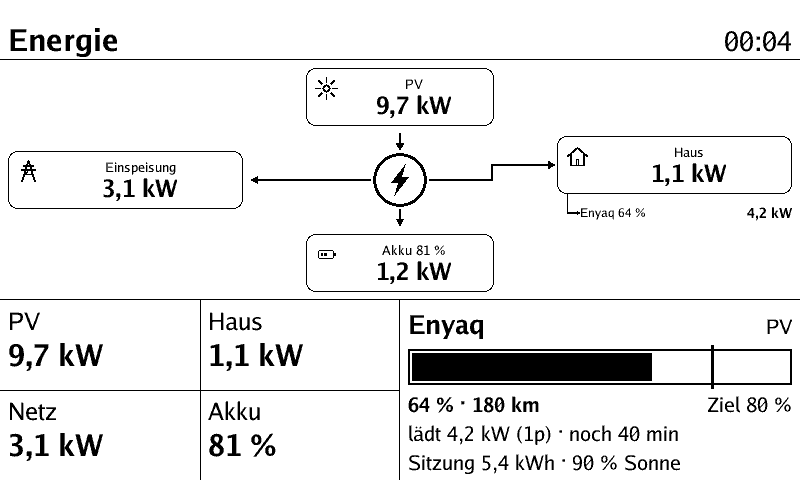 Energie
00:04
PV
9,7 kW
Einspeisung
3,1 kW
Haus
1,1 kW
Enyaq 64 %
4,2 kW
Akku 81 %
1,2 kW
PV
9,7 kW
Haus
1,1 kW
Netz
3,1 kW
Akku
81 %
Enyaq
PV
64 % · 180 km
Ziel 80 %
lädt 4,2 kW (1p) · noch 40 min
Sitzung 5,4 kWh · 90 % Sonne